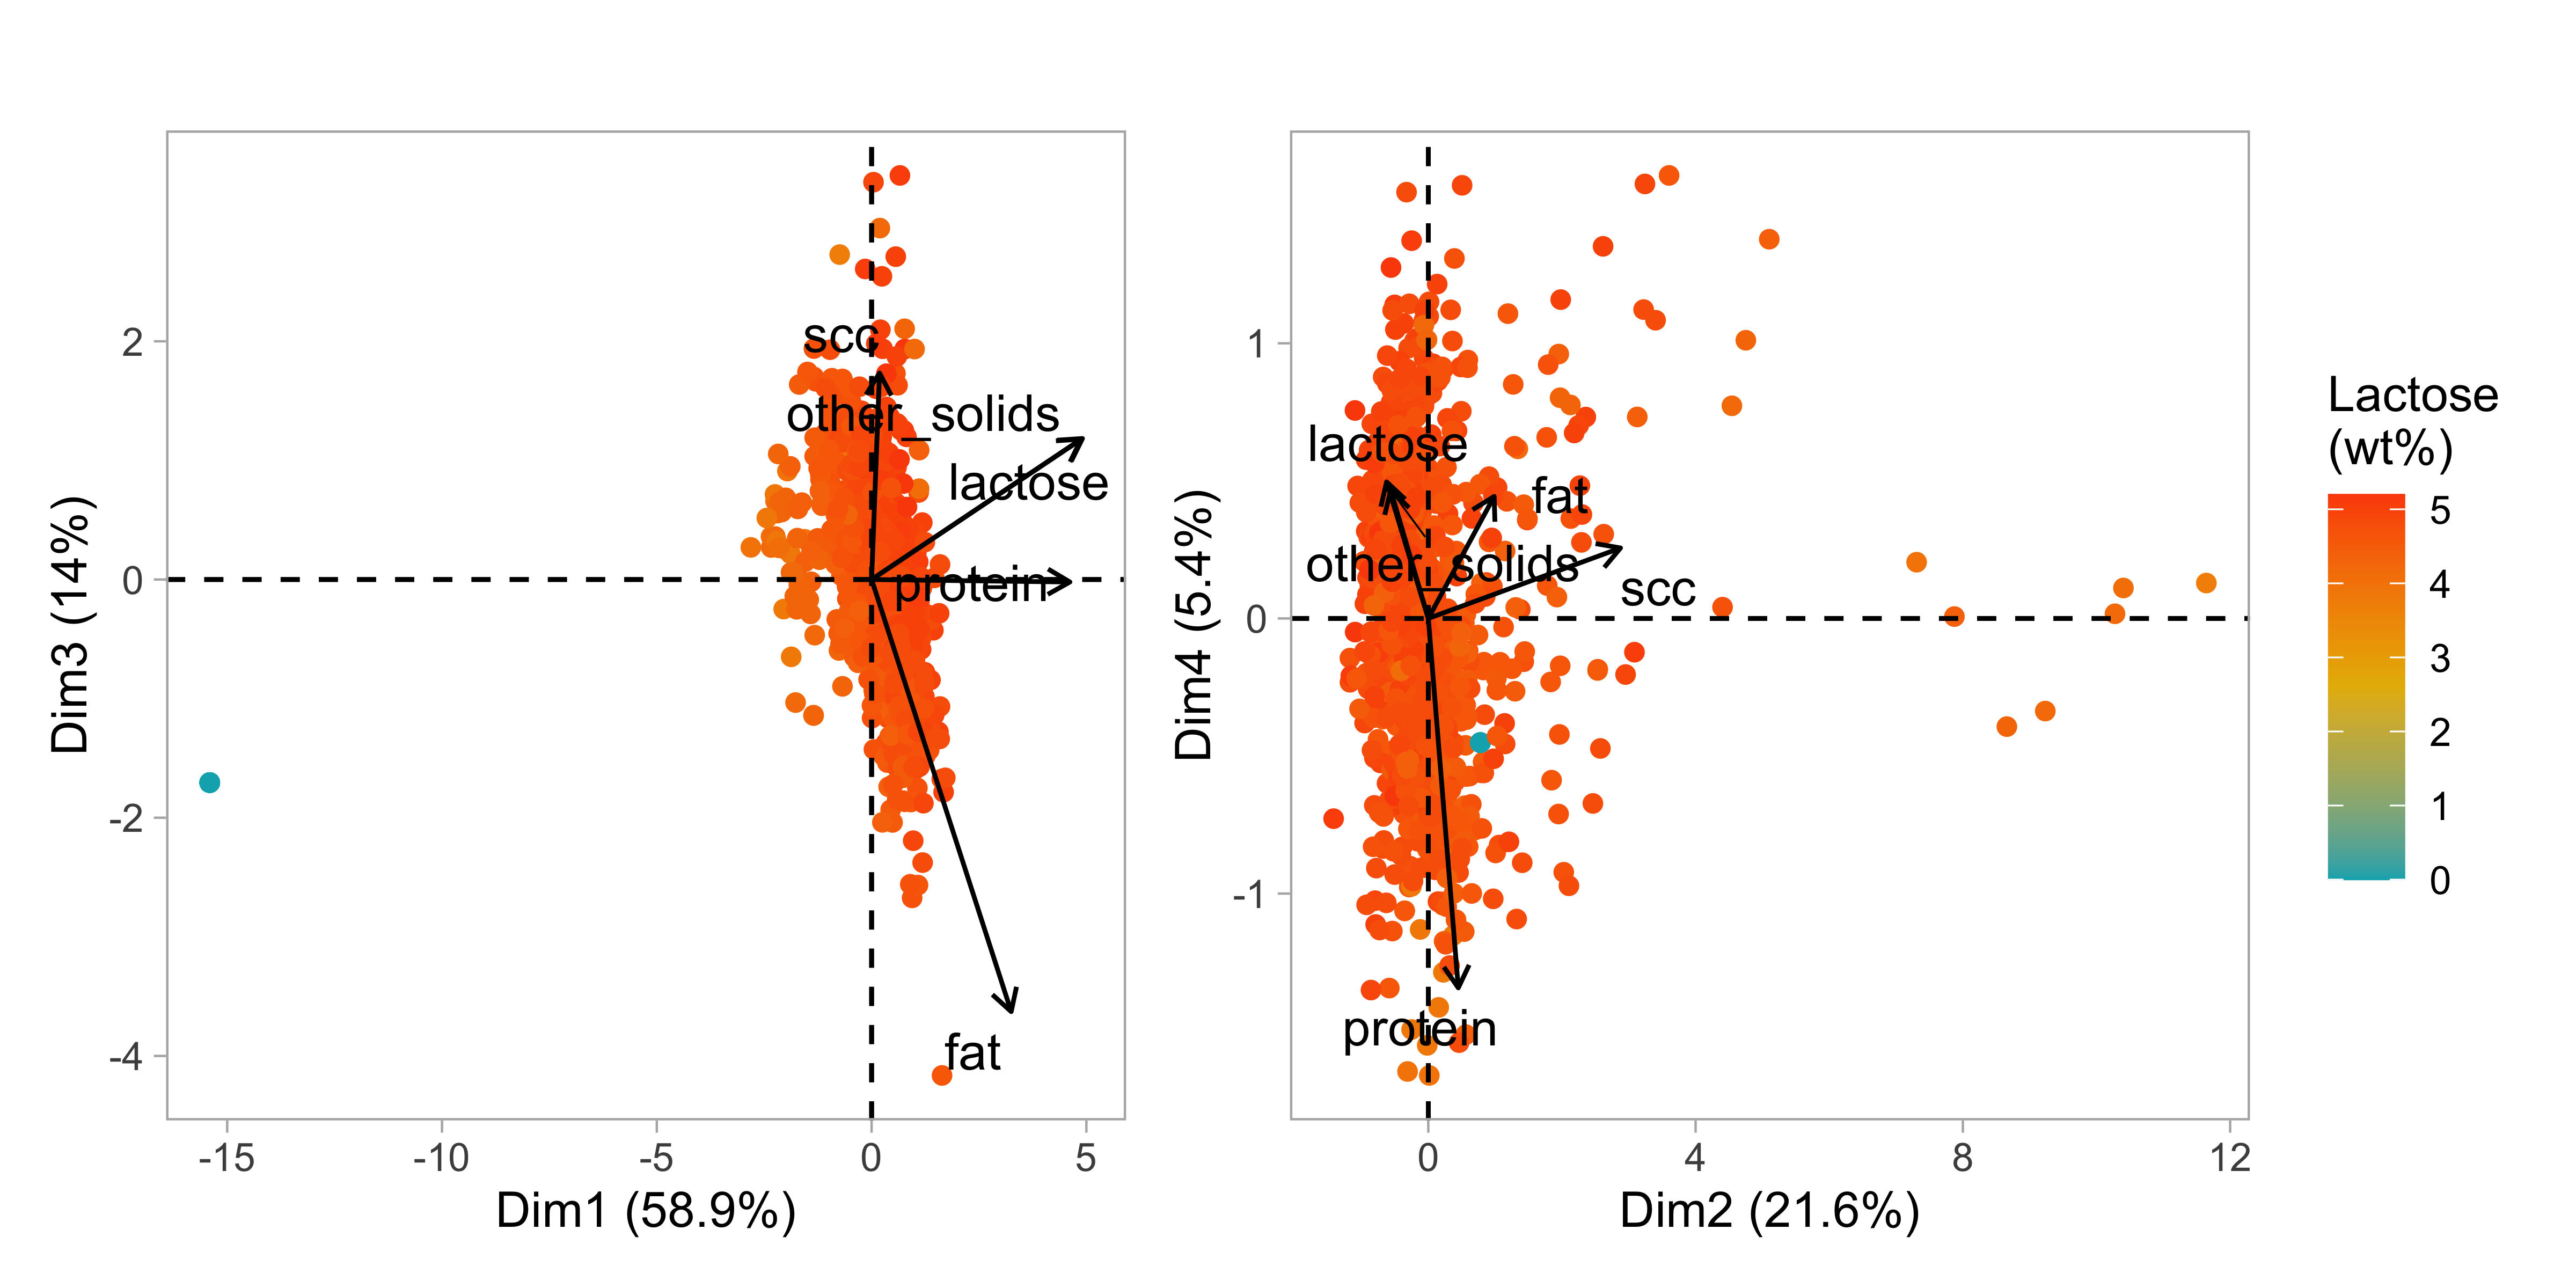 scc
other_solids
lactose
protein
fat
2
0
-2
-4
Dim3 (14%)
-15
-10
-5
0
5
Dim1 (58.9%)
lactose
fat
other_solids
scc
protein
1
0
-1
Dim4 (5.4%)
0
4
8
12
Dim2 (21.6%)
Lactose
(wt%)
5
4
3
2
1
0